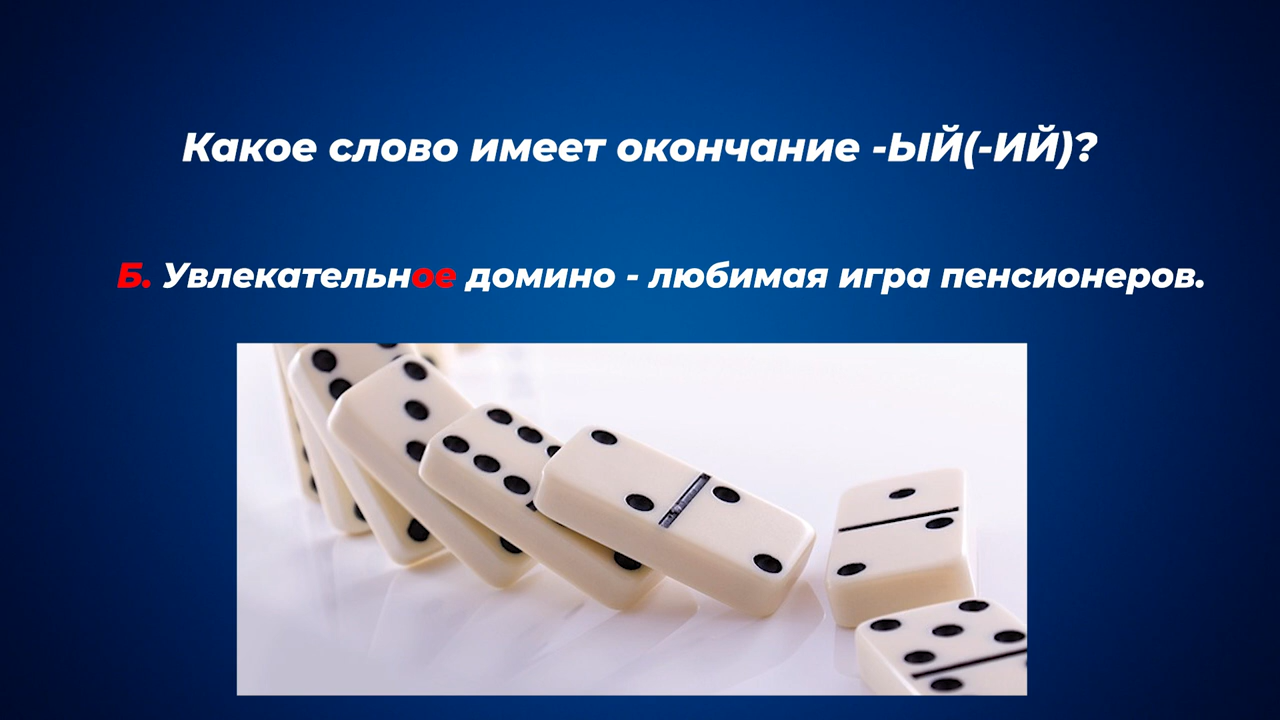 Какое слово имеет окончание -ЫЙ(-ИЙ)?
Б. Увлекательное домино - любимая игра пенсионеров.